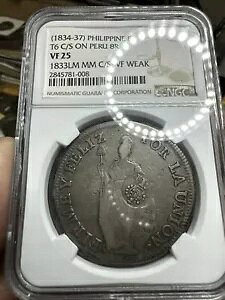 (1834-37) PHILIPPINE
T6 C/S ON PERU 8R
VF 25
1833LM MM C/S VF WEAK
2845781-008
NUMISMATIC GUARANTY CORPORATION
NGC
FIRME Y FELIZ POR LA UNION